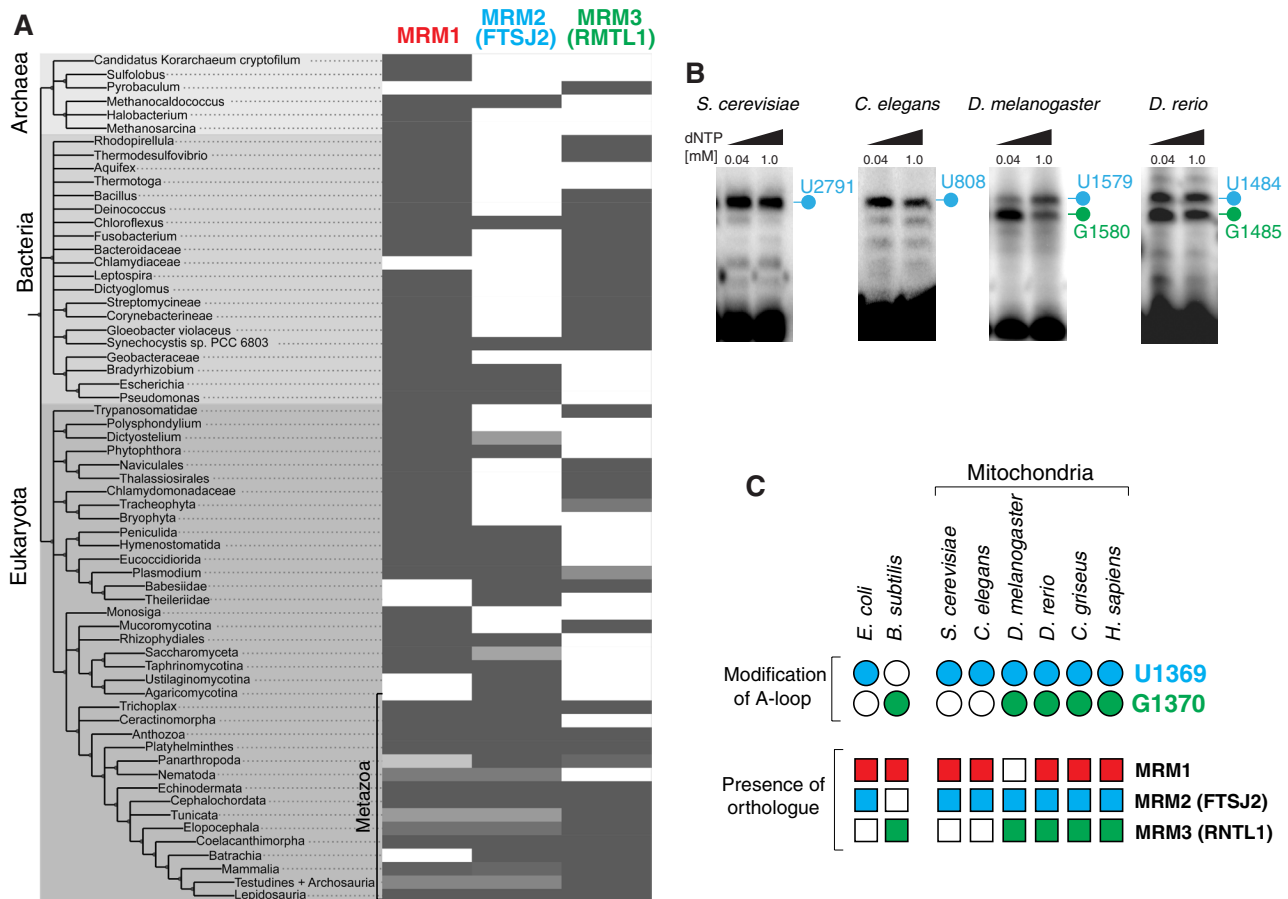 A
MRM1
MRM2
(FTSJ2)
MRM3
(RMTL1)
Archaea
Candidatus Korarchaeum cryptofilum
Sulfolobus
Pyrobaculum
Methanocaldococcus
Halobacterium
Methanosarcina
Bacteria
Rhodopirellula
Thermodesulfovibrio
Aquifex
Thermotoga
Bacillus
Deinococcus
Chloroflexus
Fusobacterium
Bacteroidaceae
Chlamydiaceae
Leptospira
Dictyoglomus
Streptomycineae
Corynebacterineae
Gloeobacter violaceus
Synechocystis sp. PCC 6803
Geobacteraceae
Bradyrhizobium
Escherichia
Pseudomonas
Eukaryota
Trypanosomatidae
Polysphondylium
Dictyostelium
Phytophthora
Naviculales
Thalassiosirales
Chlamydomonadaceae
Tracheophyta
Bryophyta
Peniculida
Hymenostomatida
Eucoccidiorida
Plasmodium
Babesiidae
Theileriidae
Monosiga
Mucoromycotina
Rhizophydiales
Saccharomyceta
Taphrinomycotina
Ustilaginomycotina
Agaricomycotina
Metazoa
Trichoplax
Ceractinomorpha
Anthozoa
Platyhelminthes
Panarthropoda
Nematoda
Echinodermata
Cephalochordata
Tunicata
Elopocephala
Coelacanthimorpha
Batrachia
Mammalia
Testudines + Archosauria
Lepidosauria
B
S. cerevisiae
C. elegans
D. melanogaster
D. rerio
dNTP
[mM]
0.04 1.0
0.04 1.0
0.04 1.0
0.04 1.0
U2791
U808
U1579
G1580
U1484
G1485
C
Mitochondria
E. coli
B. subtilis
S. cerevisiae
C. elegans
D. melanogaster
D. rerio
C. griseus
H. sapiens
Modification
of A-loop
U1369
G1370
Presence of
orthologue
MRM1
MRM2 (FTSJ2)
MRM3 (RNTL1)